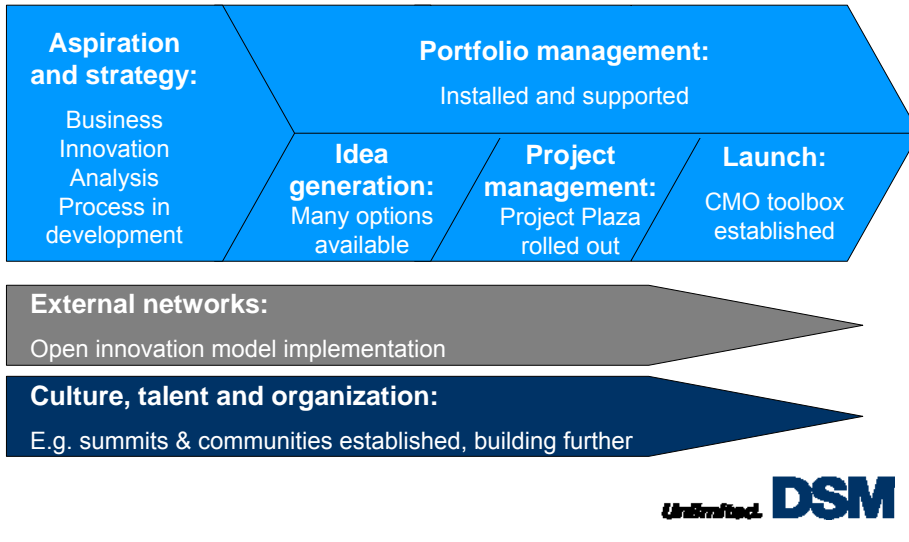 Aspiration
and strategy:
Business
Innovation
Analysis
Process in
development
Portfolio management:
Installed and supported
Idea
generation:
Many options
available
Project
management:
Project Plaza
rolled out
Launch:
CMO toolbox
established
External networks:
Open innovation model implementation
Culture, talent and organization:
E.g. summits & communities established, building further
Unlimited. DSM